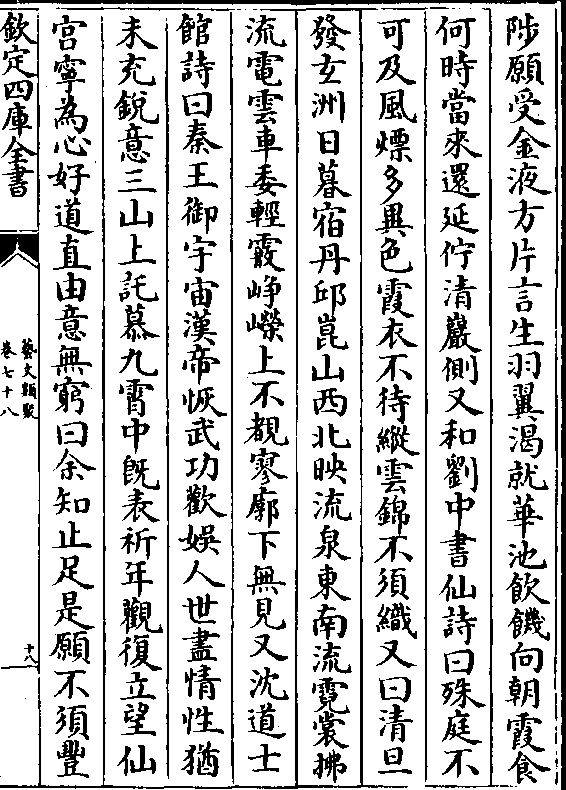 陟願受金液方片言生羽翼渴就華池飲饑向朝霞食
何時當來還延佇清巖側又和劉中書仙詩曰殊庭不
可及風熛多異色霞衣不待縫雲錦不須織又曰清旦
發玄洲日暮宿丹邱崑山西北映流泉東南流霓裳拂
流電雲車委輕霰崢嶸上不覩寥廓下無見又沈道士
館詩曰秦王御宇宙漢帝恢武功歡娛人世盡情性猶
未充銳意三山上託慕九霄中既表祈年觀復立望仙
宫寧為心好道直由意無窮曰余知止足是願不須豐
欽定四庫全書
藝文類聚
卷七十八
十八